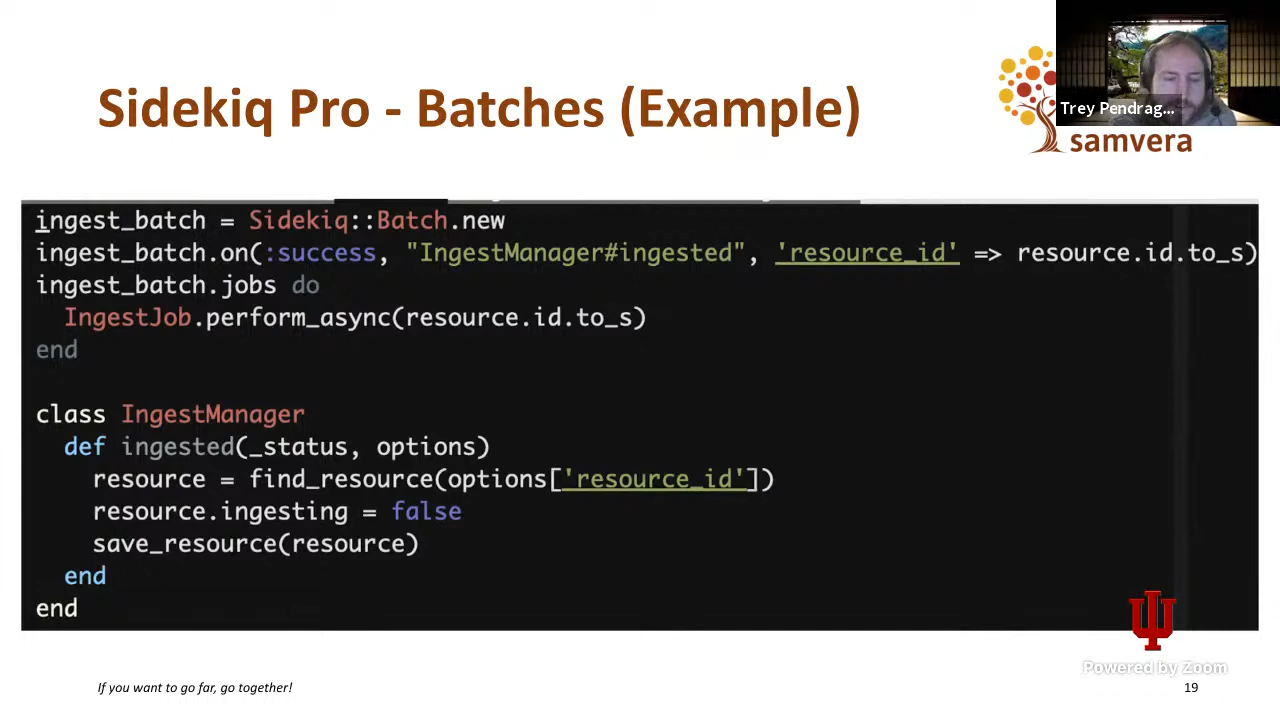 Sidekiq Pro - Batches (Example)
Trey Pendrag...
samvera
ingest_batch = Sidekiq::Batch.new
ingest_batch.on(:success, "IngestManager#ingested", 'resource_id' => resource.id.to_s)
ingest_batch.jobs do
  IngestJob.perform_async(resource.id.to_s)
end
class IngestManager
  def ingested(_status, options)
    resource = find_resource(options['resource_id'])
    resource.ingesting = false
    save_resource(resource)
  end
end
Powered by Zoom
If you want to go far, go together!
19